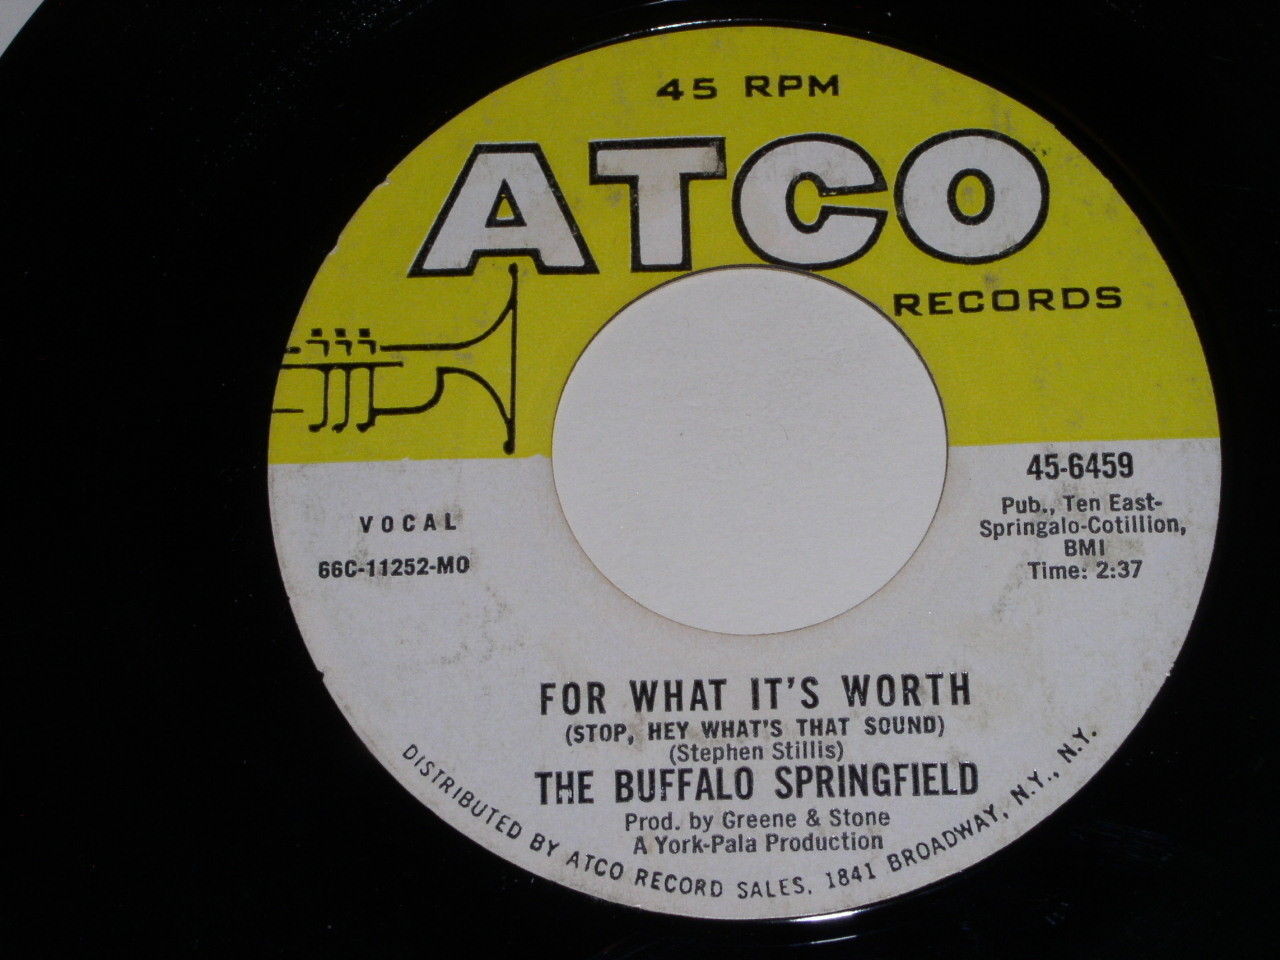 45 RPM
ATCO
RECORDS
45-6459
Pub., Ten East-
Springalo-Cotillion,
BMI
Time: 2:37
VOCAL
66C-11252-MO
FOR WHAT IT'S WORTH
(STOP, HEY WHAT'S THAT SOUND)
(Stephen Stillis)
THE BUFFALO SPRINGFIELD
Prod. by Greene & Stone
A York-Pala Production
DISTRIBUTED BY ATCO RECORD SALES, 1841 BROADWAY, N.Y., N.Y.